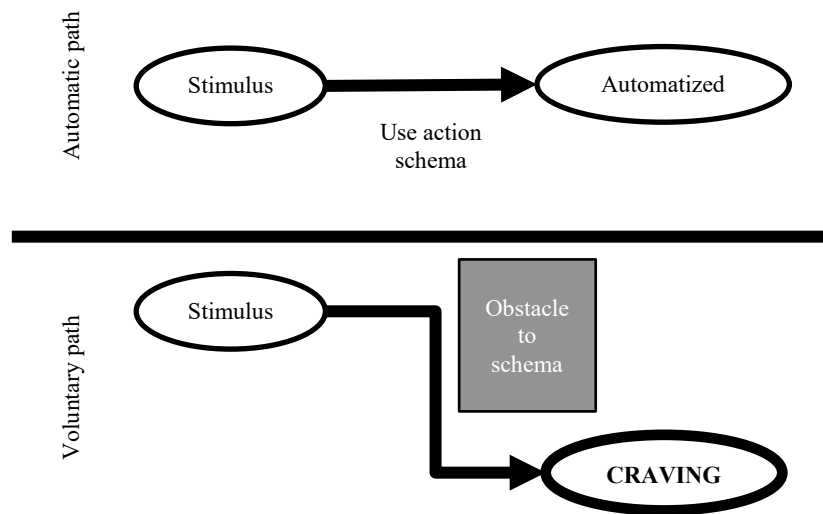 Automatic path
Stimulus
Automatized
Use action
schema
Voluntary path
Stimulus
Obstacle
to
schema
CRAVING